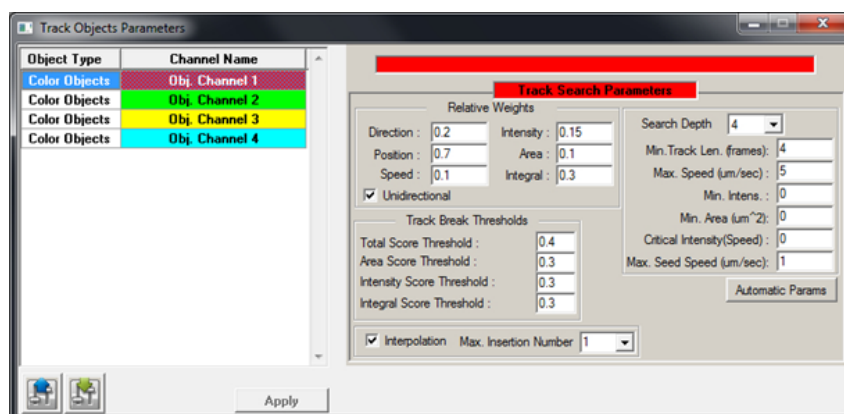 Track Objects Parameters
Object Type Channel Name
Color Objects Obj. Channel 1
Color Objects Obj. Channel 2
Color Objects Obj. Channel 3
Color Objects Obj. Channel 4
Apply
Track Search Parameters
Relative Weights
Direction : 0.2 Intensity : 0.15
Position : 0.7 Area : 0.1
Speed : 0.1 Integral : 0.3
Unidirectional
Track Break Thresholds
Total Score Threshold : 0.4
Area Score Threshold : 0.3
Intensity Score Threshold : 0.3
Integral Score Threshold : 0.3
Interpolation Max. Insertion Number 1
Search Depth 4
Min.Track Len. (frames): 4
Max. Speed (um/sec) : 5
Min. Intens. : 0
Min. Area (um^2): 0
Critical Intensity(Speed) : 0
Max. Seed Speed (um/sec): 1
Automatic Params